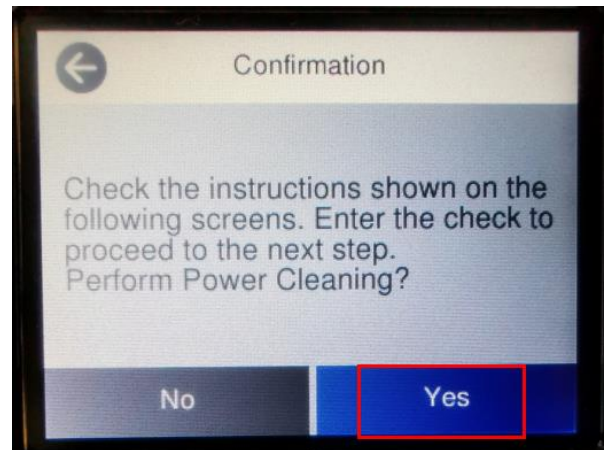 Confirmation
Check the instructions shown on the
following screens. Enter the check to
proceed to the next step.
Perform Power Cleaning?
No
Yes